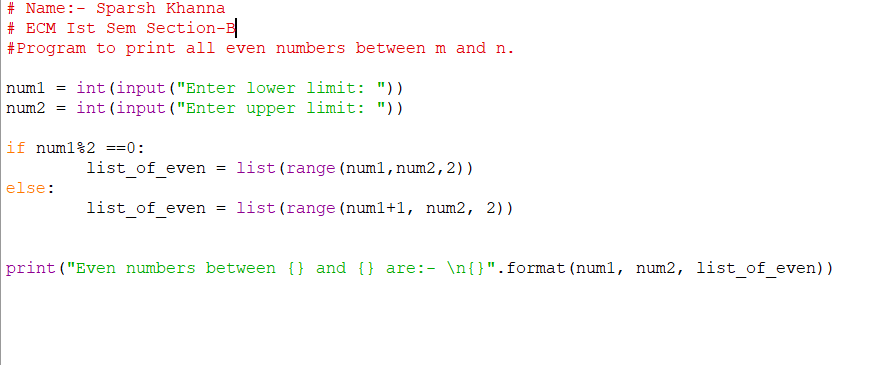 # Name:- Sparsh Khanna
# ECM Ist Sem Section-B
#Program to print all even numbers between m and n.
num1 = int(input("Enter lower limit: "))
num2 = int(input("Enter upper limit: "))
if num1%2 ==0:
        list_of_even = list(range(num1,num2,2))
else:
        list_of_even = list(range(num1+1, num2, 2))
print("Even numbers between {} and {} are:- \n{}".format(num1, num2, list_of_even))